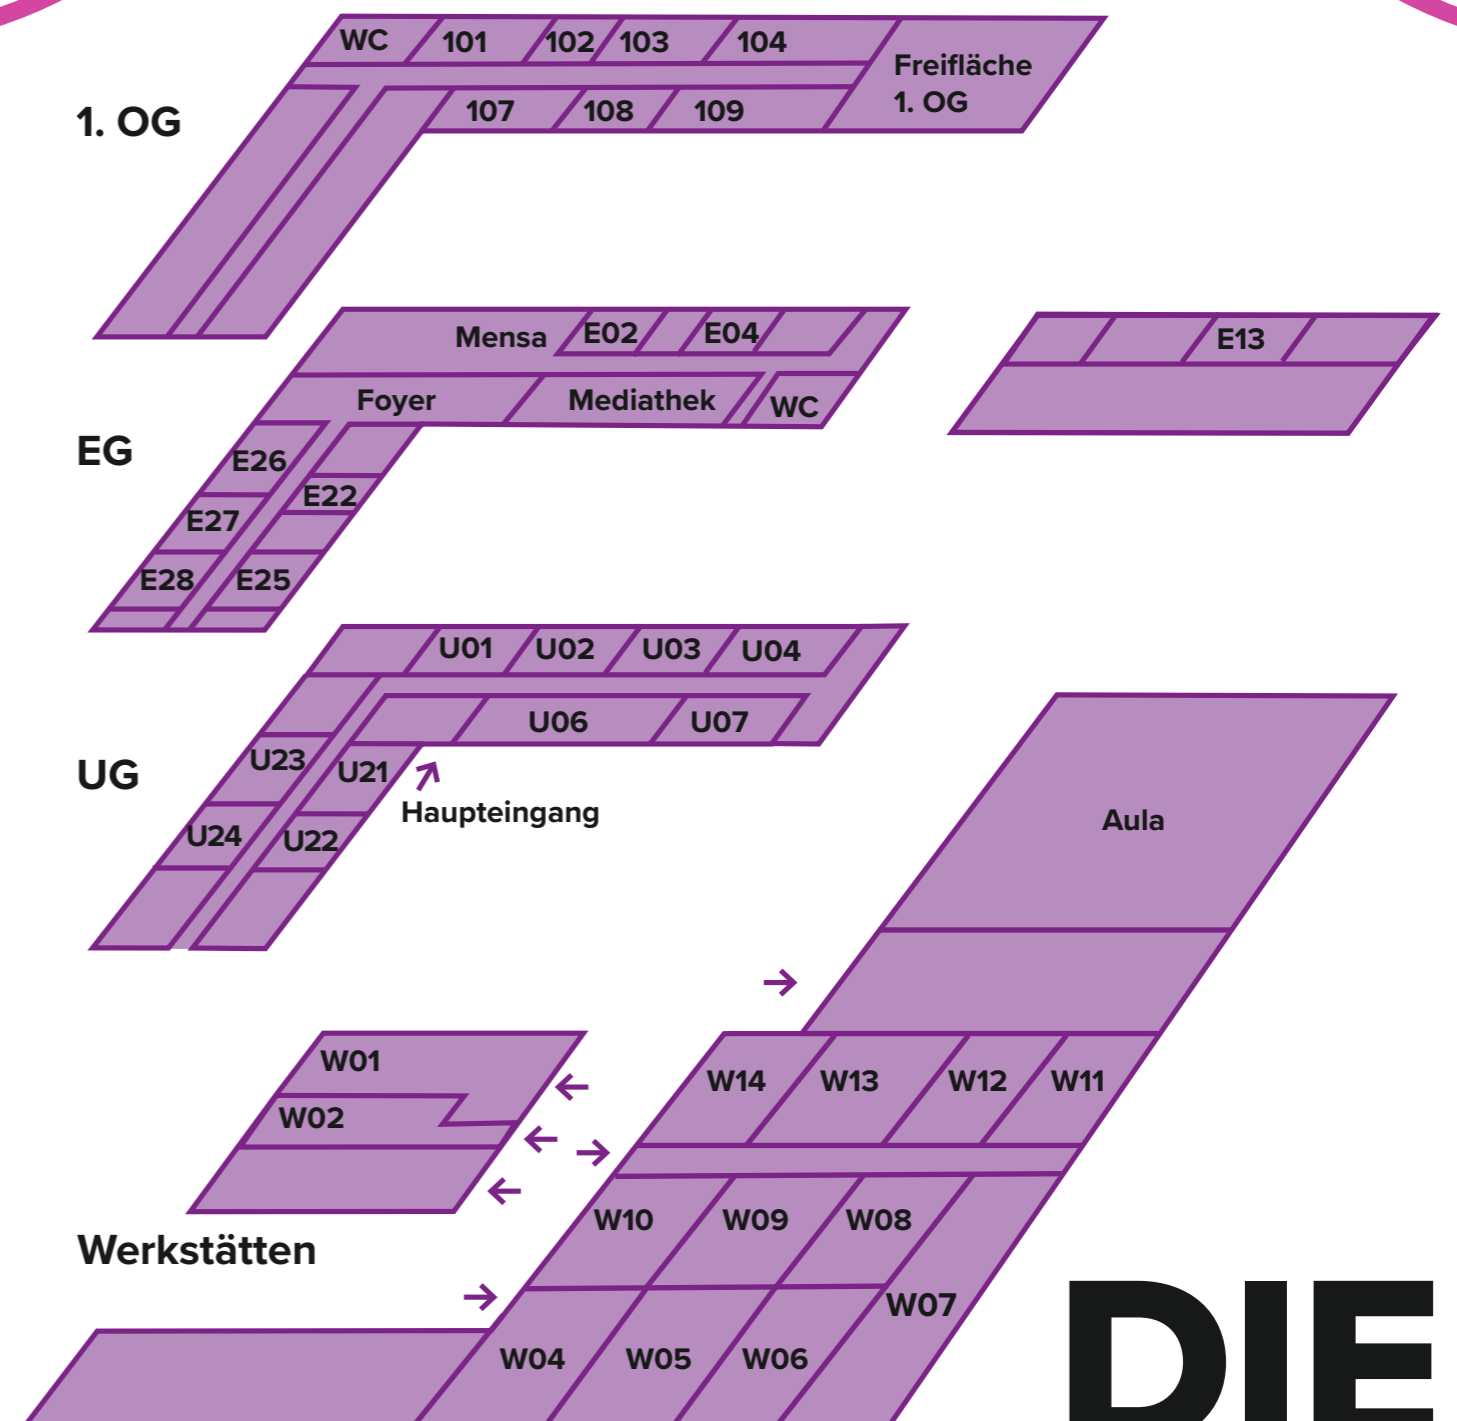 WC 101 102 103 104
Freifläche
1. OG
1. OG
107 108 109
Mensa E02 E04
E13
Foyer Mediathek WC
EG
E26
E22
E27
E28 E25
U01 U02 U03 U04
U06 U07
UG
U23 U21
Haupteingang
U24 U22
Aula
W01
W02
W14 W13 W12 W11
W10 W09 W08
Werkstätten
W07
W04 W05 W06
DIE